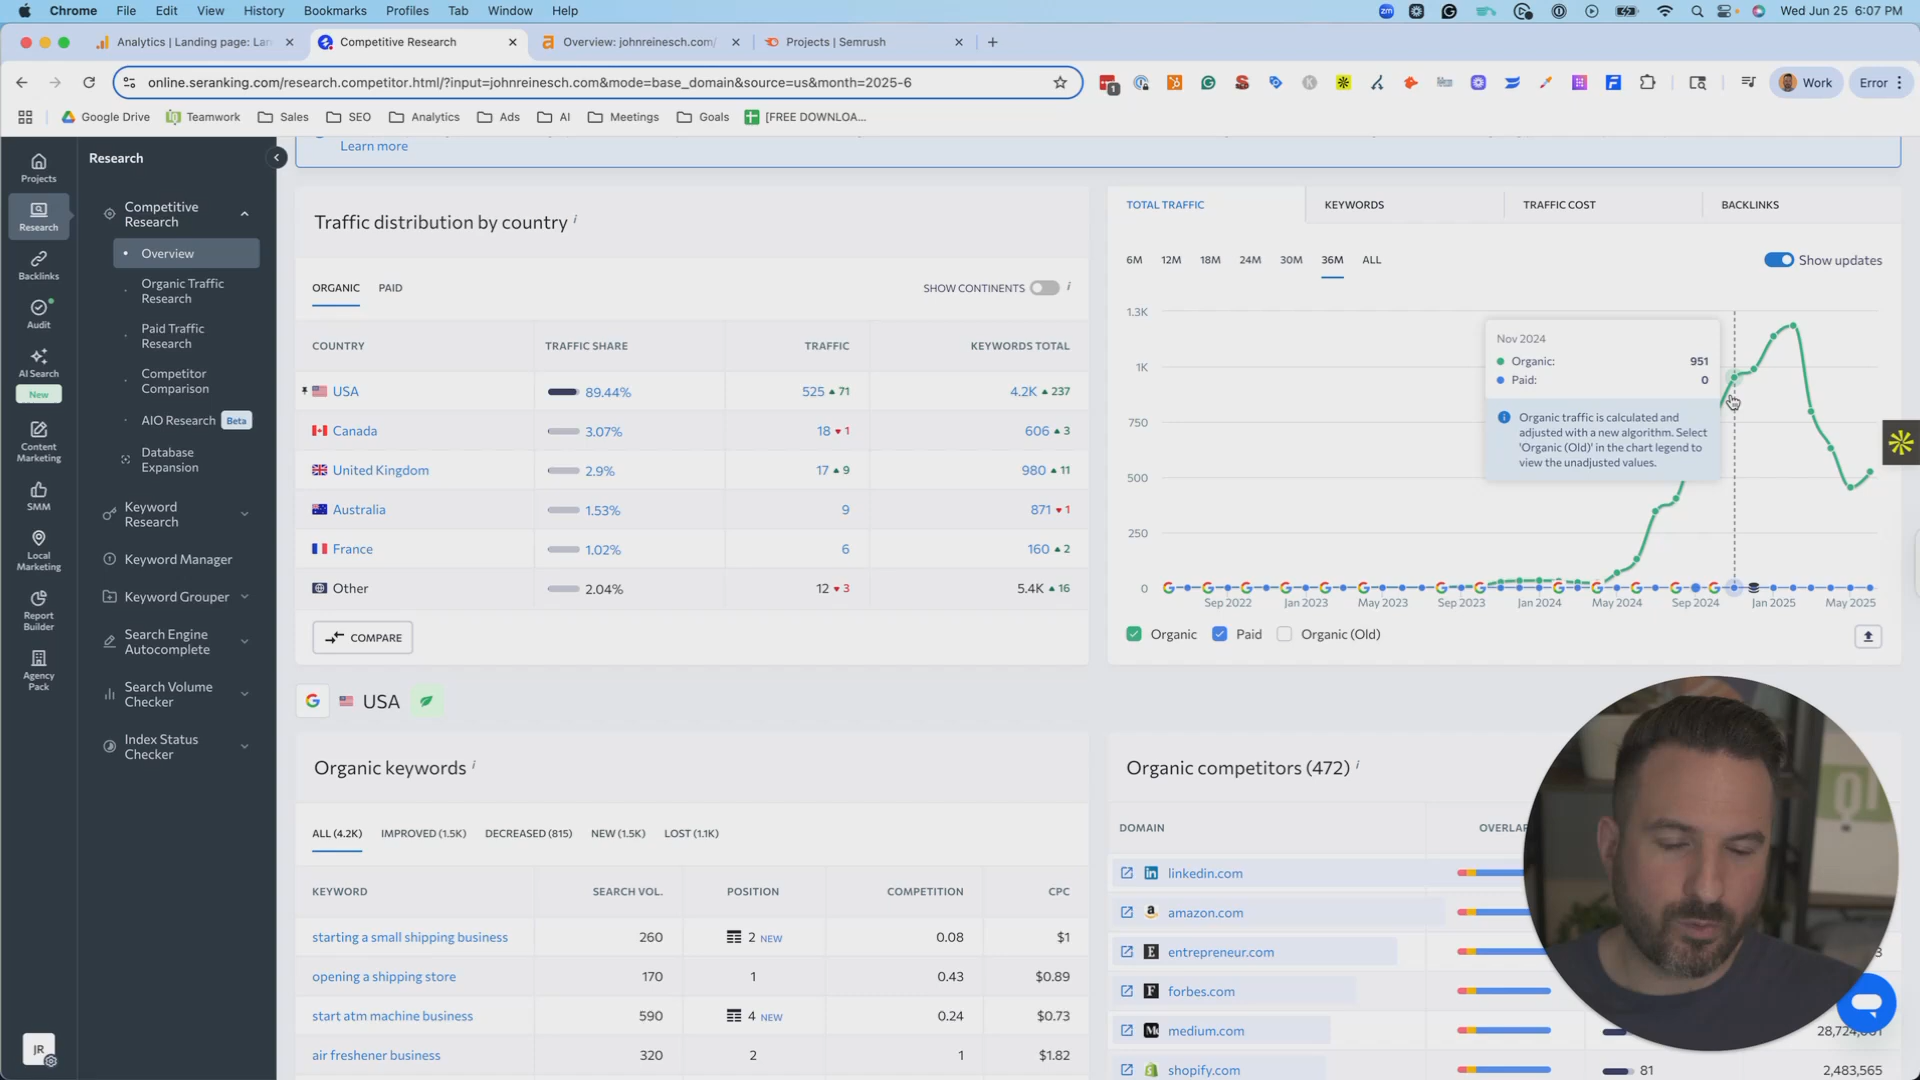 Chrome File Edit View History Bookmarks Profiles Tab Window Help
Wed Jun 25 6:07 PM
Analytics | Landing page: Lan
Competitive Research
Overview: johnreinesch.com/
Projects | Semrush
online.seranking.com/research.competitor.html/?input=johnreinesch.com&mode=base_domain&source=us&month=2025-6
1
Work
Error
Google Drive
Teamwork
Sales
SEO
Analytics
Ads
AI
Meetings
Goals
[FREE DOWNLOA...
Projects
Research
Backlinks
Audit
AI Search
New
Content
Marketing
SMM
Local
Marketing
Report
Builder
Agency
Pack
JR
Research
Competitive
Research
Overview
Organic Traffic
Research
Paid Traffic
Research
Competitor
Comparison
AIO Research Beta
Database
Expansion
Keyword
Research
Keyword Manager
Keyword Grouper
Search Engine
Autocomplete
Search Volume
Checker
Index Status
Checker
Learn more
Traffic distribution by country i
ORGANIC PAID
SHOW CONTINENTS i
COUNTRY TRAFFIC SHARE TRAFFIC KEYWORDS TOTAL
USA 89.44% 525 71 4.2K 237
Canada 3.07% 18 1 606 3
United Kingdom 2.9% 17 9 980 11
Australia 1.53% 9 871 1
France 1.02% 6 160 2
Other 2.04% 12 3 5.4K 16
COMPARE
TOTAL TRAFFIC KEYWORDS TRAFFIC COST BACKLINKS
6M 12M 18M 24M 30M 36M ALL
Show updates
1.3K
1K
750
500
250
0
Nov 2024
Organic: 951
Paid: 0
Organic traffic is calculated and
adjusted with a new algorithm. Select
'Organic (Old)' in the chart legend to
view the unadjusted values.
Sep 2022 Jan 2023 May 2023 Sep 2023 Jan 2024 May 2024 Sep 2024 Jan 2025 May 2025
Organic Paid Organic (Old)
USA
Organic keywords i
ALL (4.2K) IMPROVED (1.5K) DECREASED (815) NEW (1.5K) LOST (1.1K)
KEYWORD SEARCH VOL. POSITION COMPETITION CPC
starting a small shipping business 260 2 NEW 0.08 $1
opening a shipping store 170 1 0.43 $0.89
start atm machine business 590 4 NEW 0.24 $0.73
air freshener business 320 2 1 $1.82
Organic competitors (472) i
DOMAIN OVERLAP
linkedin.com
amazon.com
entrepreneur.com
forbes.com
medium.com
shopify.com 81 2,483,565